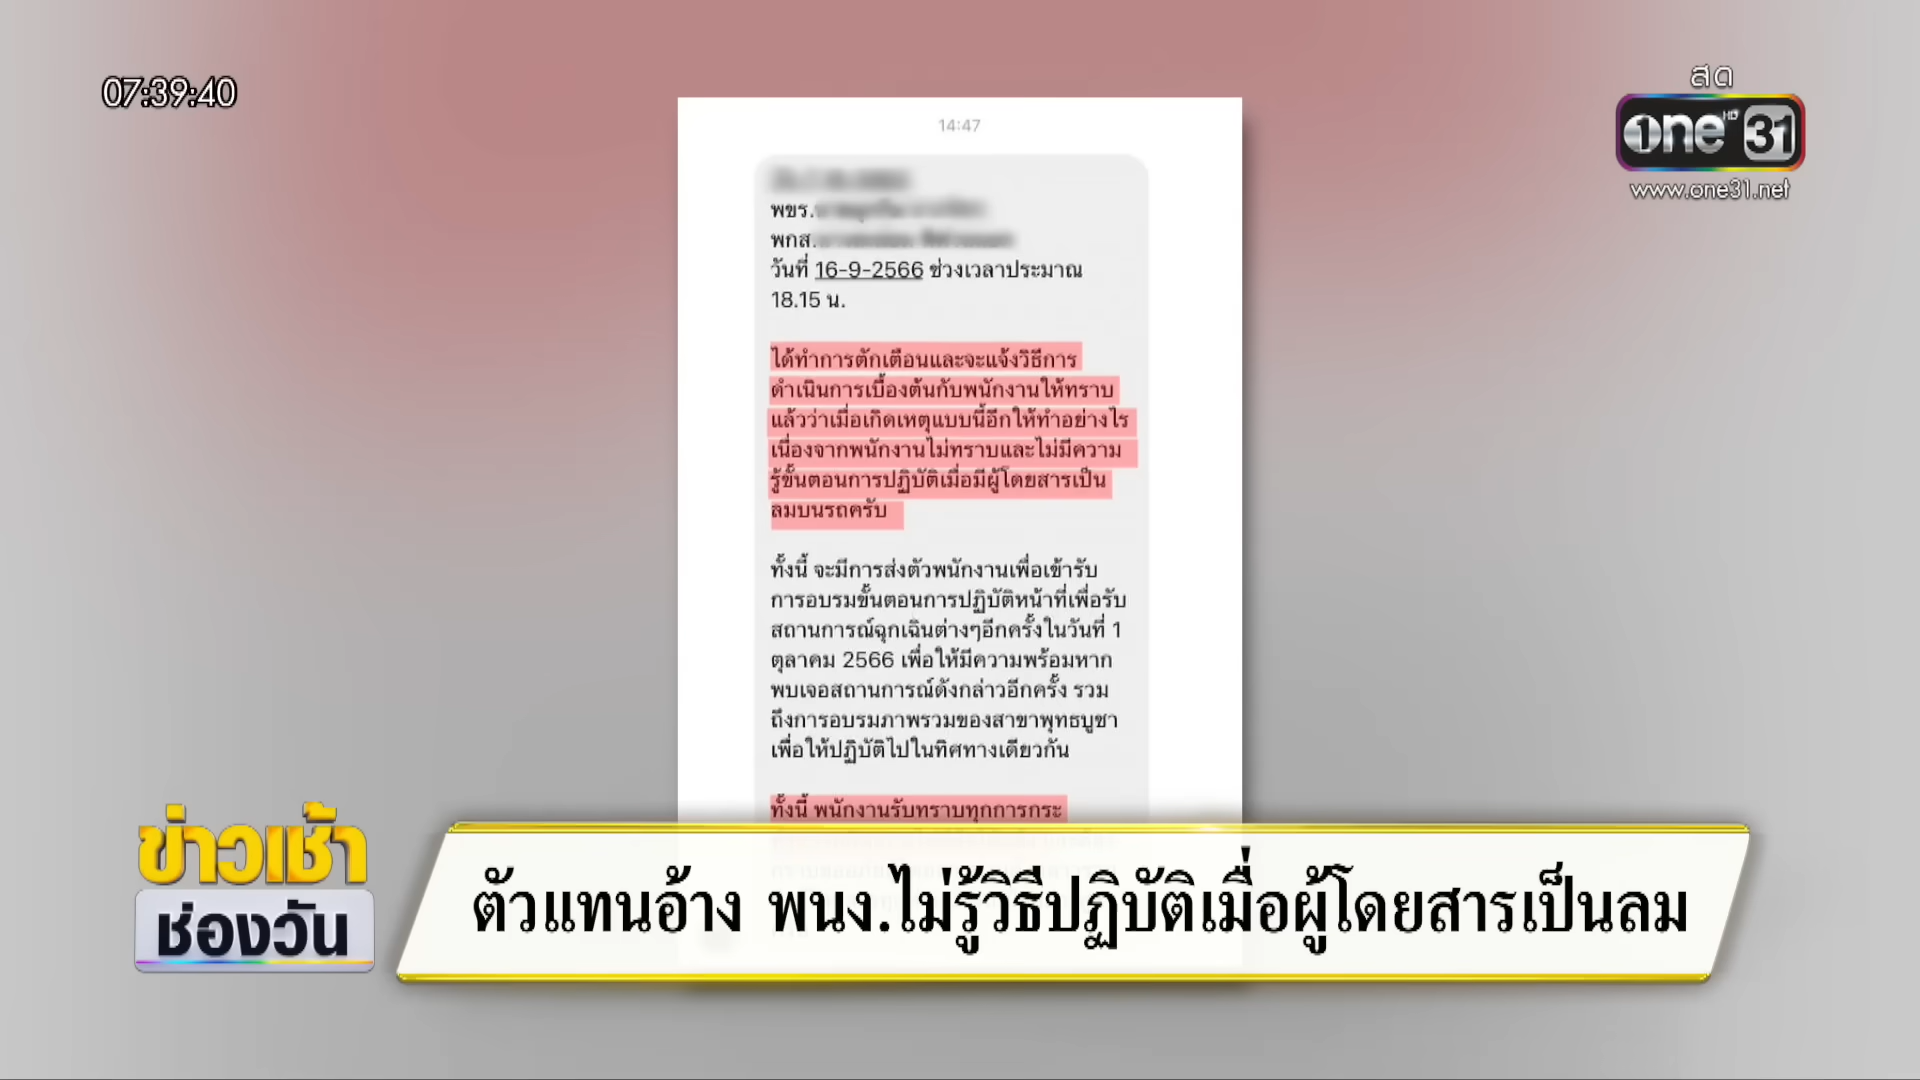 07:39:40
สด
one HD 31
www.one31.net
14:47
พขร.
พกส.
วันที่ 16-9-2566 ช่วงเวลาประมาณ
18.15 น.
ได้ทำการตักเตือนและจะแจ้งวิธีการ
ดำเนินการเบื้องต้นกับพนักงานให้ทราบ
แล้วว่าเมื่อเกิดเหตุแบบนี้อีกให้ทำอย่างไร
เนื่องจากพนักงานไม่ทราบและไม่มีความ
รู้ขั้นตอนการปฏิบัติเมื่อมีผู้โดยสารเป็น
ลมบนรถครับ
ทั้งนี้ จะมีการส่งตัวพนักงานเพื่อเข้ารับ
การอบรมขั้นตอนการปฏิบัติหน้าที่เพื่อรับ
สถานการณ์ฉุกเฉินต่างๆอีกครั้งในวันที่ 1
ตุลาคม 2566 เพื่อให้มีความพร้อมหาก
พบเจอสถานการณ์ดังกล่าวอีกครั้ง รวม
ถึงการอบรมภาพรวมของสาขาพุทธบูชา
เพื่อให้ปฏิบัติไปในทิศทางเดียวกัน
ทั้งนี้ พนักงานรับทราบทุกการกระ
ข่าวเช้า
ช่องวัน
ตัวแทนอ้าง พนง.ไม่รู้วิธีปฏิบัติเมื่อผู้โดยสารเป็นลม